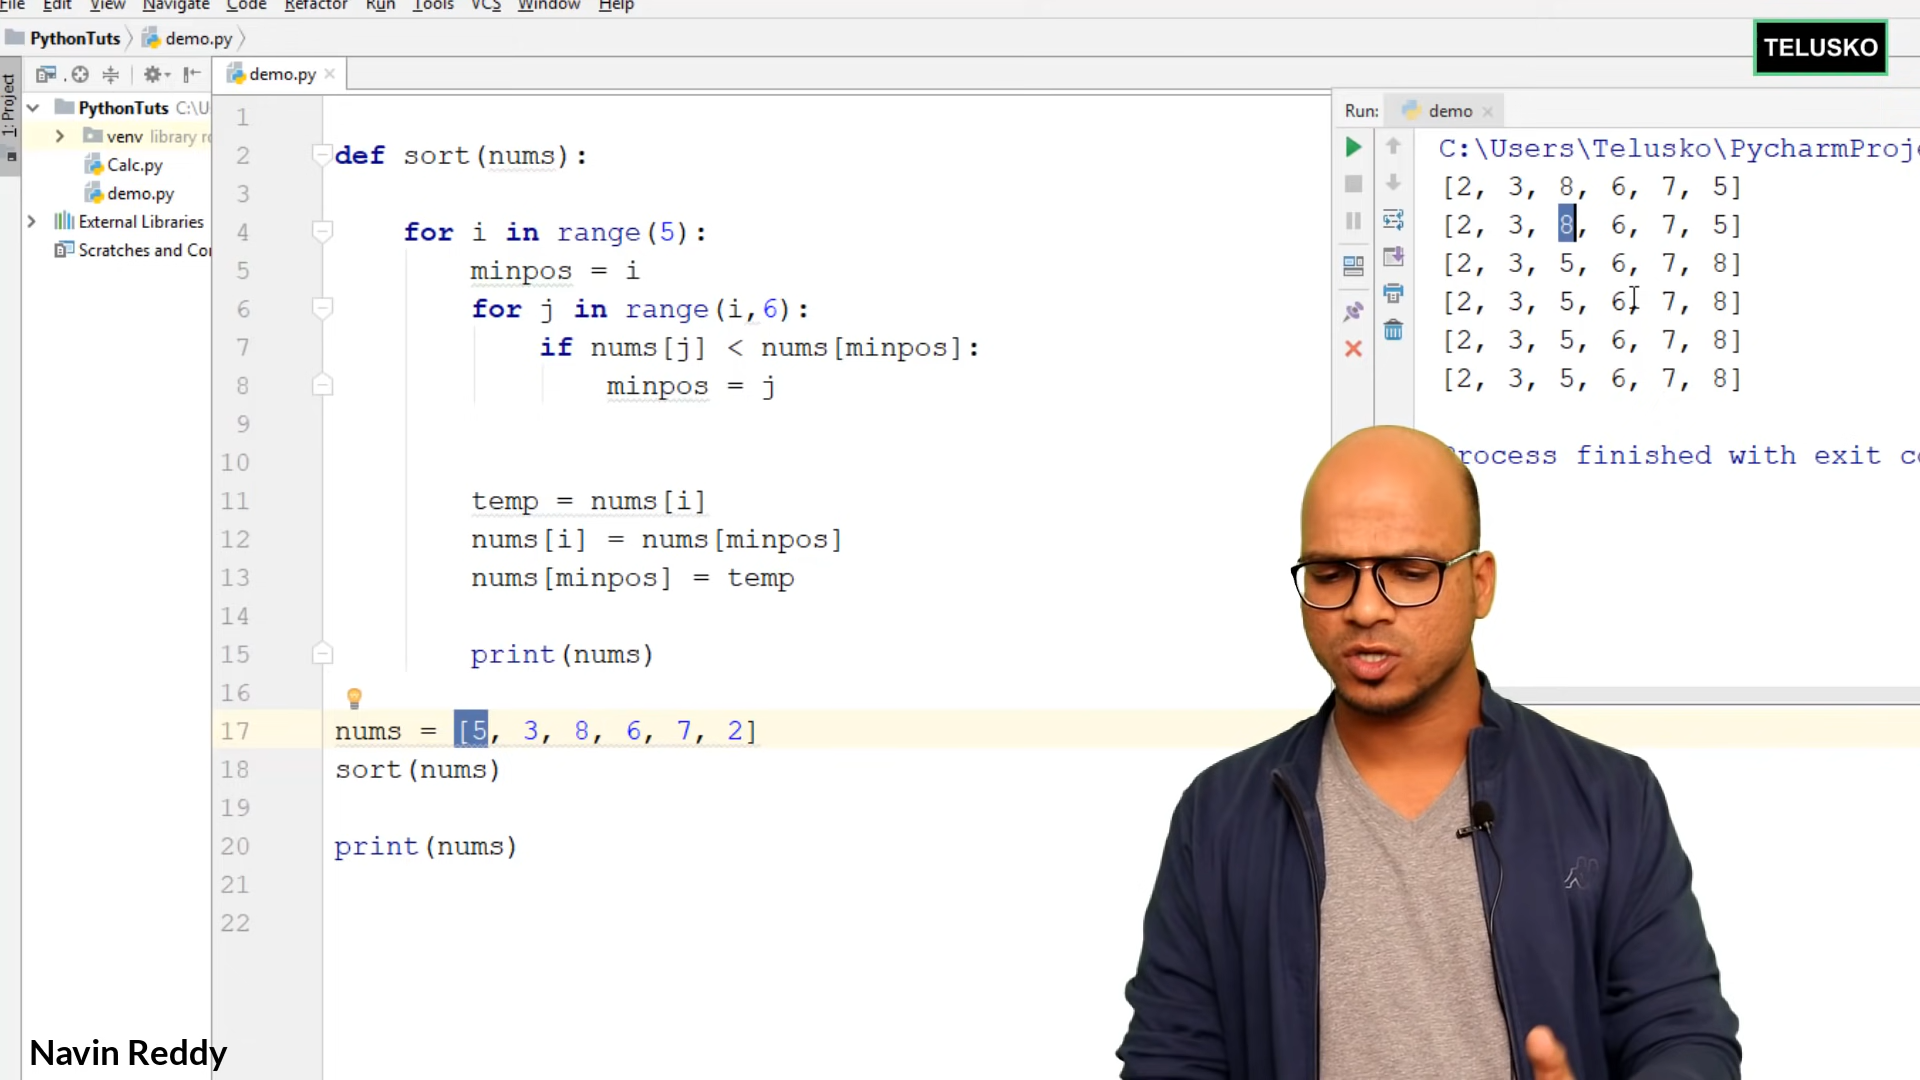 File Edit View Navigate Code Refactor Run Tools VCS Window Help
PythonTuts demo.py
TELUSKO
demo.py
1: Project
PythonTuts C:\U
venv library
Calc.py
demo.py
External Libraries
Scratches and
1
2 def sort(nums):
3
4 for i in range(5):
5 minpos = i
6 for j in range(i,6):
7 if nums[j] < nums[minpos]:
8 minpos = j
9
10
11 temp = nums[i]
12 nums[i] = nums[minpos]
13 nums[minpos] = temp
14
15 print(nums)
16
17 nums = [5, 3, 8, 6, 7, 2]
18 sort(nums)
19
20 print(nums)
21
22
Run: demo
C:\Users\Telusko\PycharmProj
[2, 3, 8, 6, 7, 5]
[2, 3, 8, 6, 7, 5]
[2, 3, 5, 6, 7, 8]
[2, 3, 5, 6, 7, 8]
[2, 3, 5, 6, 7, 8]
[2, 3, 5, 6, 7, 8]
Process finished with exit
Navin Reddy